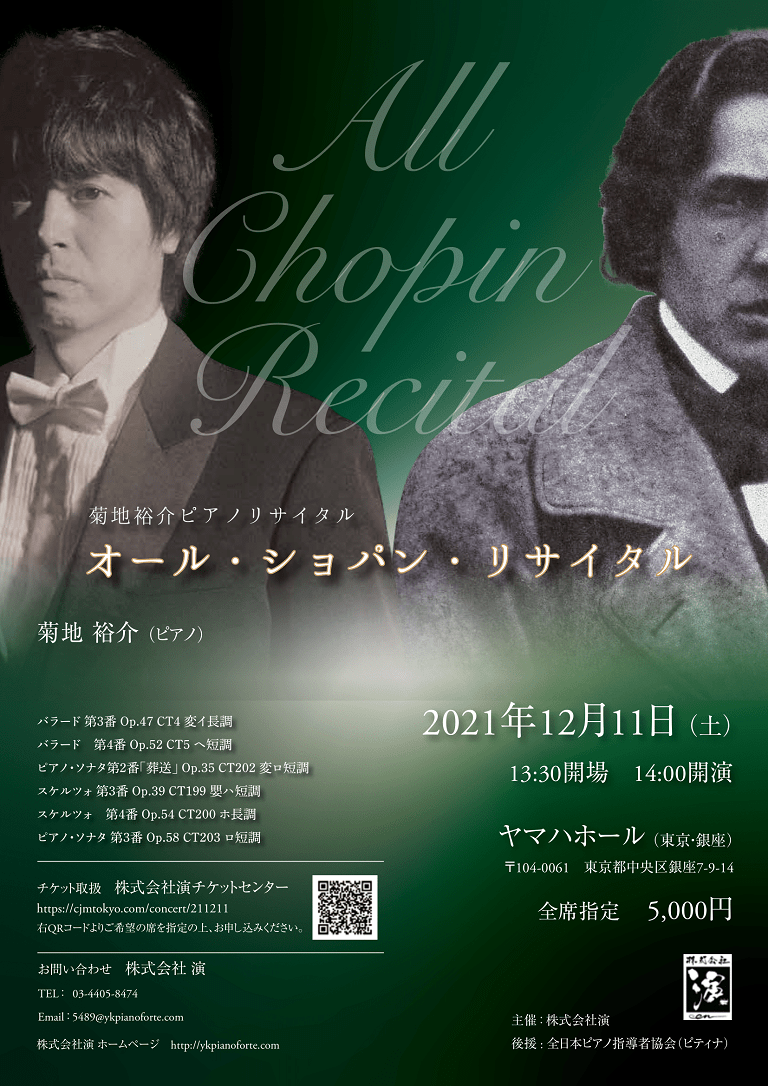 All
Chopin
Recital
菊地裕介ピアノリサイタル
オール・ショパン・リサイタル
菊地 裕介（ピアノ）
バラード 第3番 Op.47 CT4 変イ長調
バラード　第4番 Op.52 CT5 ヘ短調
ピアノ・ソナタ第2番「葬送」Op.35 CT202 変ロ短調
スケルツォ 第3番 Op.39 CT199 嬰ハ短調
スケルツォ　第4番 Op.54 CT200 ホ長調
ピアノ・ソナタ 第3番 Op.58 CT203 ロ短調
2021年12月11日（土）
13:30開場　14:00開演
ヤマハホール（東京・銀座）
〒104-0061　東京都中央区銀座7-9-14
全席指定　5,000円
チケット取扱　株式会社演チケットセンター
https://cjmtokyo.com/concert/211211
右QRコードよりご希望の席を指定の上、お申し込みください。
お問い合わせ　株式会社 演
TEL： 03-4405-8474
Email：5489@ykpianoforte.com
株式会社演 ホームページ　http://ykpianoforte.com
株式会社
演
en
主催：株式会社演
後援：全日本ピアノ指導者協会（ピティナ）